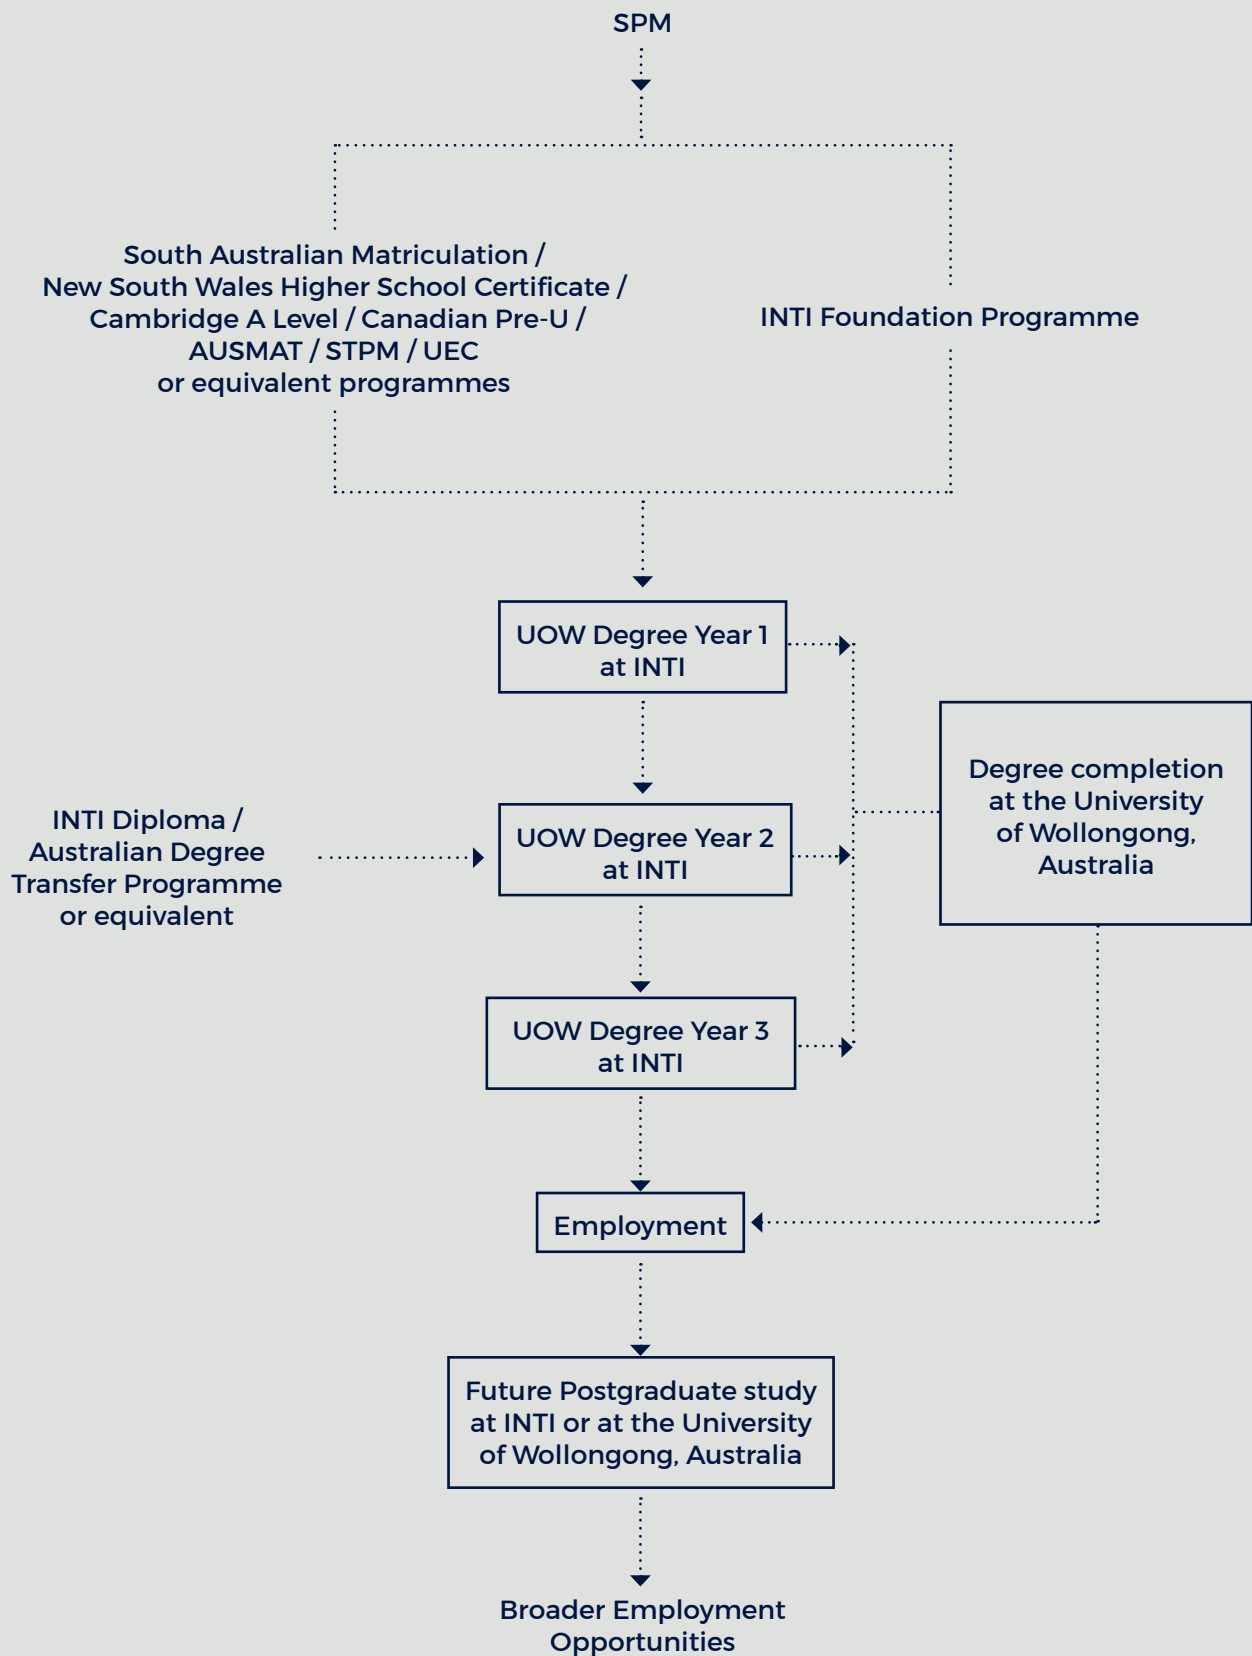 SPM
South Australian Matriculation /
New South Wales Higher School Certificate /
Cambridge A Level / Canadian Pre-U /
AUSMAT / STPM / UEC
or equivalent programmes
INTI Foundation Programme
UOW Degree Year 1
at INTI
Degree completion
at the University
of Wollongong,
Australia
INTI Diploma /
Australian Degree
Transfer Programme
or equivalent
UOW Degree Year 2
at INTI
UOW Degree Year 3
at INTI
Employment
Future Postgraduate study
at INTI or at the University
of Wollongong, Australia
Broader Employment
Opportunities